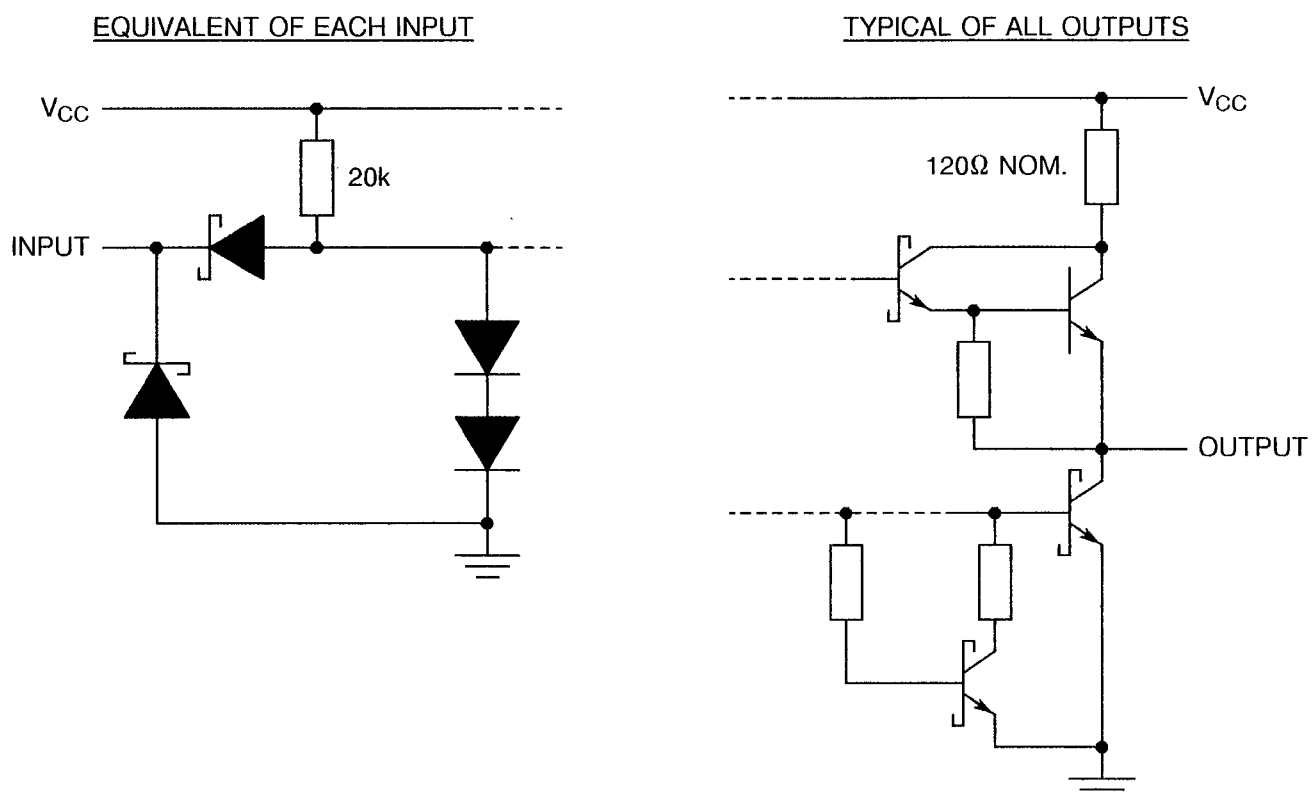 EQUIVALENT OF EACH INPUT
TYPICAL OF ALL OUTPUTS
VCC
20k
INPUT
VCC
120Ω NOM.
OUTPUT